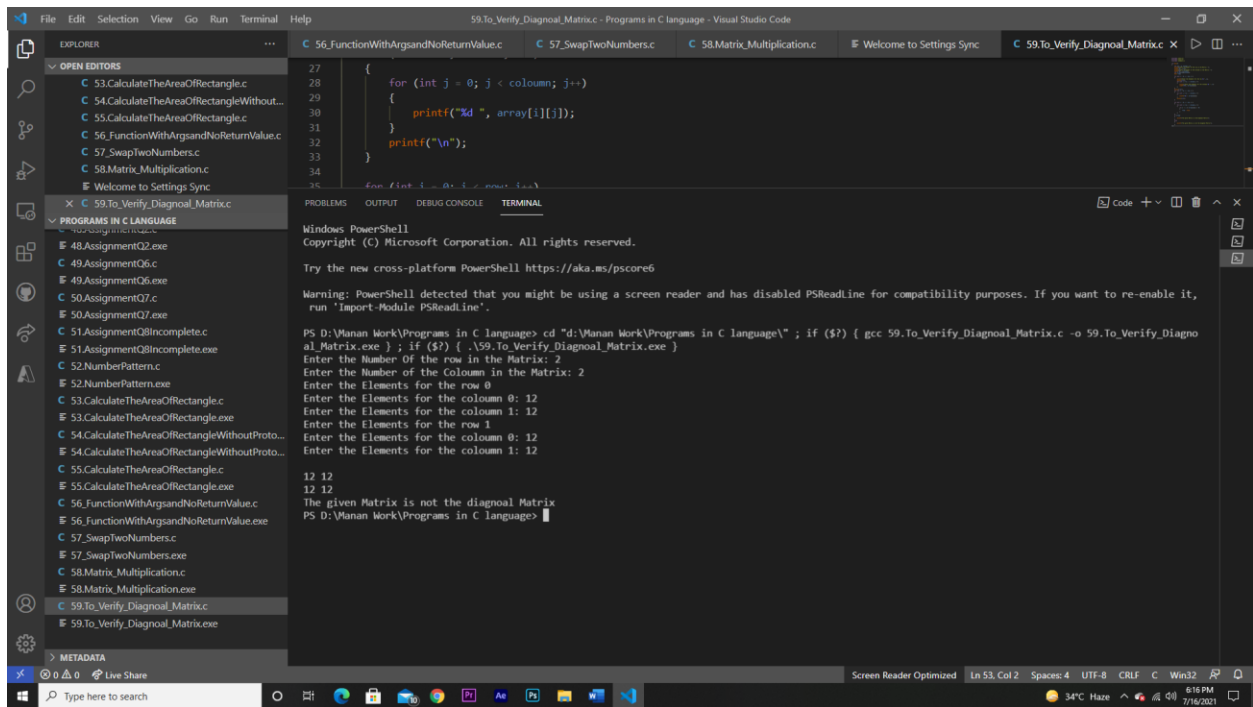 File Edit Selection View Go Run Terminal Help
59.To_Verify_Diagnoal_Matrix.c - Programs in C language - Visual Studio Code
EXPLORER
OPEN EDITORS
C 53.CalculateTheAreaOfRectangle.c
C 54.CalculateTheAreaOfRectangleWithout...
C 55.CalculateTheAreaOfRectangle.c
C 56_FunctionWithArgsandNoReturnValue.c
C 57_SwapTwoNumbers.c
C 58.Matrix_Multiplication.c
Welcome to Settings Sync
C 59.To_Verify_Diagnoal_Matrix.c
PROGRAMS IN C LANGUAGE
48.AssignmentQ2.c
48.AssignmentQ2.exe
C 49.AssignmentQ6.c
49.AssignmentQ6.exe
C 50.AssignmentQ7.c
50.AssignmentQ7.exe
C 51.AssignmentQ8Incomplete.c
51.AssignmentQ8Incomplete.exe
C 52.NumberPattern.c
52.NumberPattern.exe
C 53.CalculateTheAreaOfRectangle.c
53.CalculateTheAreaOfRectangle.exe
C 54.CalculateTheAreaOfRectangleWithoutProto...
54.CalculateTheAreaOfRectangleWithoutProto...
C 55.CalculateTheAreaOfRectangle.c
55.CalculateTheAreaOfRectangle.exe
C 56_FunctionWithArgsandNoReturnValue.c
56_FunctionWithArgsandNoReturnValue.exe
C 57_SwapTwoNumbers.c
57_SwapTwoNumbers.exe
C 58.Matrix_Multiplication.c
58.Matrix_Multiplication.exe
C 59.To_Verify_Diagnoal_Matrix.c
59.To_Verify_Diagnoal_Matrix.exe
METADATA
C 56_FunctionWithArgsandNoReturnValue.c C 57_SwapTwoNumbers.c C 58.Matrix_Multiplication.c Welcome to Settings Sync C 59.To_Verify_Diagnoal_Matrix.c
27 {
28 for (int j = 0; j < coloumn; j++)
29 {
30 printf("%d ", array[i][j]);
31 }
32 printf("\n");
33 }
34
35 for (int i = 0; i < row; i++)
PROBLEMS OUTPUT DEBUG CONSOLE TERMINAL Code
Windows PowerShell
Copyright (C) Microsoft Corporation. All rights reserved.
Try the new cross-platform PowerShell https://aka.ms/pscore6
Warning: PowerShell detected that you might be using a screen reader and has disabled PSReadLine for compatibility purposes. If you want to re-enable it,
run 'Import-Module PSReadLine'.
PS D:\Manan Work\Programs in C language> cd "d:\Manan Work\Programs in C language\" ; if ($?) { gcc 59.To_Verify_Diagnoal_Matrix.c -o 59.To_Verify_Diagno
al_Matrix.exe } ; if ($?) { .\59.To_Verify_Diagnoal_Matrix.exe }
Enter the Number Of the row in the Matrix: 2
Enter the Number of the Coloumn in the Matrix: 2
Enter the Elements for the row 0
Enter the Elements for the coloumn 0: 12
Enter the Elements for the coloumn 1: 12
Enter the Elements for the row 1
Enter the Elements for the coloumn 0: 12
Enter the Elements for the coloumn 1: 12
12 12
12 12
The given Matrix is not the diagnoal Matrix
PS D:\Manan Work\Programs in C language>
0 0 Live Share
Screen Reader Optimized Ln 53, Col 2 Spaces: 4 UTF-8 CRLF C Win32
Type here to search
Pr Ae Ps
34°C Haze
6:16 PM
7/16/2021